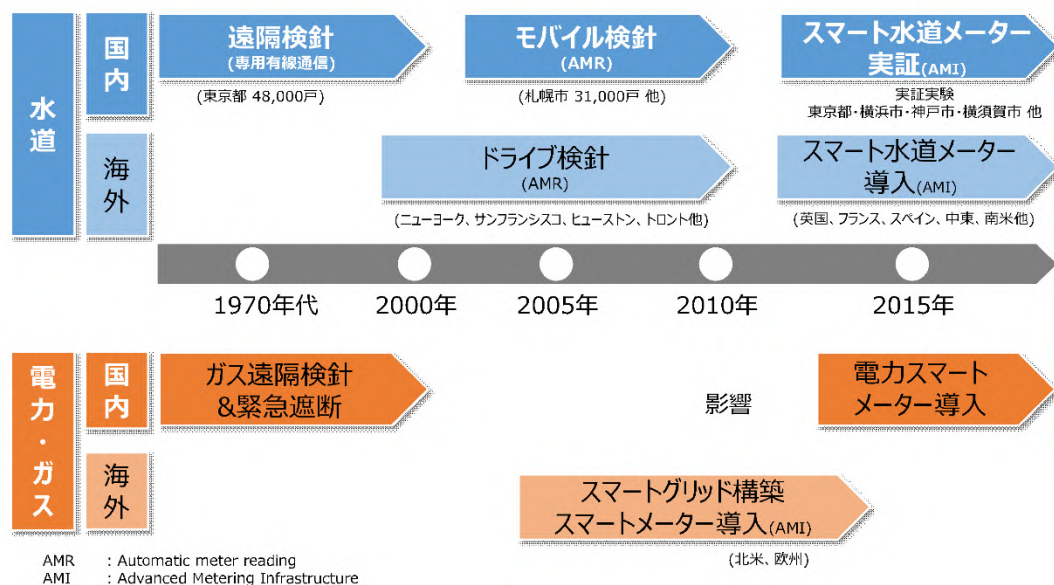 水道
国内
遠隔検針
(専用有線通信)
(東京都 48,000戸)
モバイル検針
(AMR)
(札幌市 31,000戸 他)
スマート水道メーター
実証(AMI)
実証実験
東京都・横浜市・神戸市・横須賀市 他
海外
ドライブ検針
(AMR)
(ニューヨーク、サンフランシスコ、ヒューストン、トロント他)
スマート水道メーター
導入(AMI)
(英国、フランス、スペイン、中東、南米他)
1970年代
2000年
2005年
2010年
2015年
電力・ガス
国内
ガス遠隔検針
&緊急遮断
影響
電力スマート
メーター導入
海外
スマートグリッド構築
スマートメーター導入(AMI)
(北米、欧州)
AMR : Automatic meter reading
AMI : Advanced Metering Infrastructure